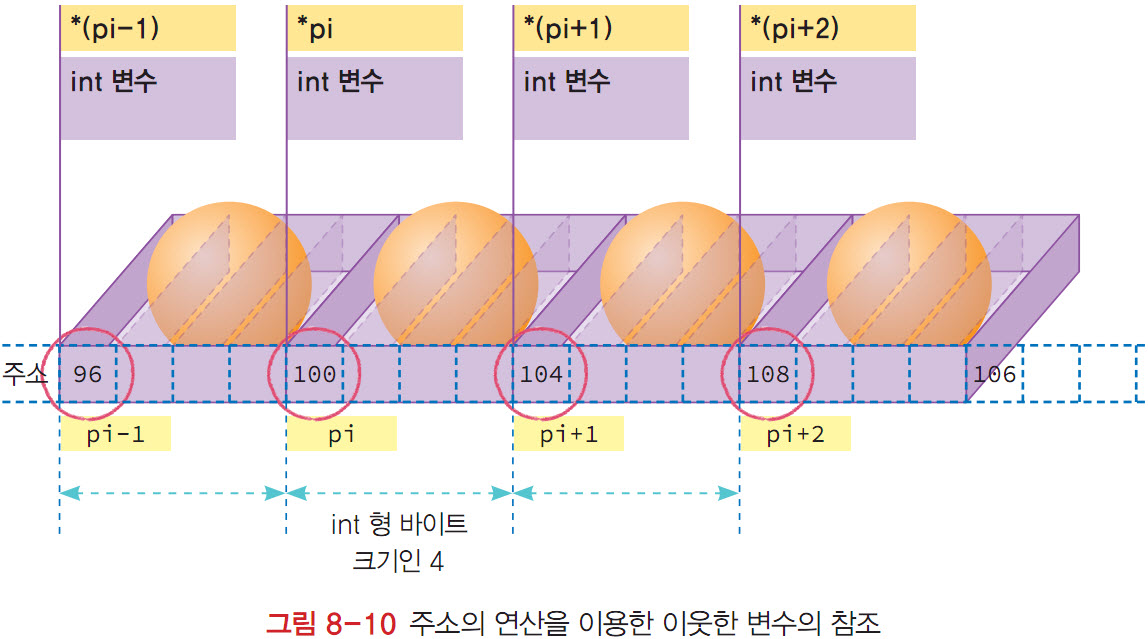 *(pi-1) *pi *(pi+1) *(pi+2)
int 변수 int 변수 int 변수 int 변수
주소 96 100 104 108 106
pi-1 pi pi+1 pi+2
int 형 바이트
크기인 4
그림 8-10 주소의 연산을 이용한 이웃한 변수의 참조